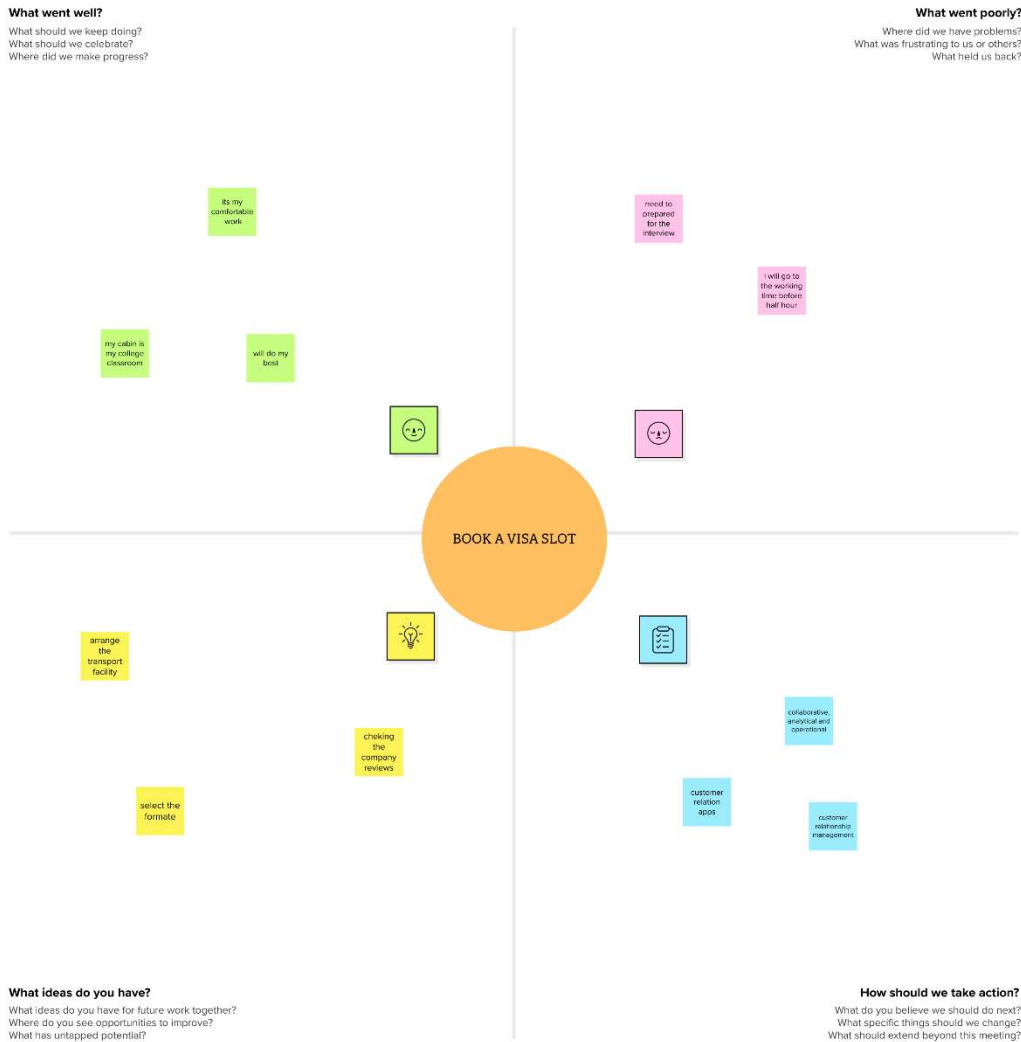 What went well?
What should we keep doing?
What should we celebrate?
Where did we make progress?
What went poorly?
Where did we have problems?
What was frustrating to us or others?
What held us back?
its my
comfortable
work
my cabin is
my college
classroom
will do my
best
need to
prepared
for the
interview
i will go to
the working
time before
half hour
BOOK A VISA SLOT
arrange
the
transport
facility
cheking
the
company
reviews
select the
formate
collaborative,
analytical and
operational
customer
relation
apps
customer
relationship
management
What ideas do you have?
What ideas do you have for future work together?
Where do you see opportunities to improve?
What has untapped potential?
How should we take action?
What do you believe we should do next?
What specific things should we change?
What should extend beyond this meeting?